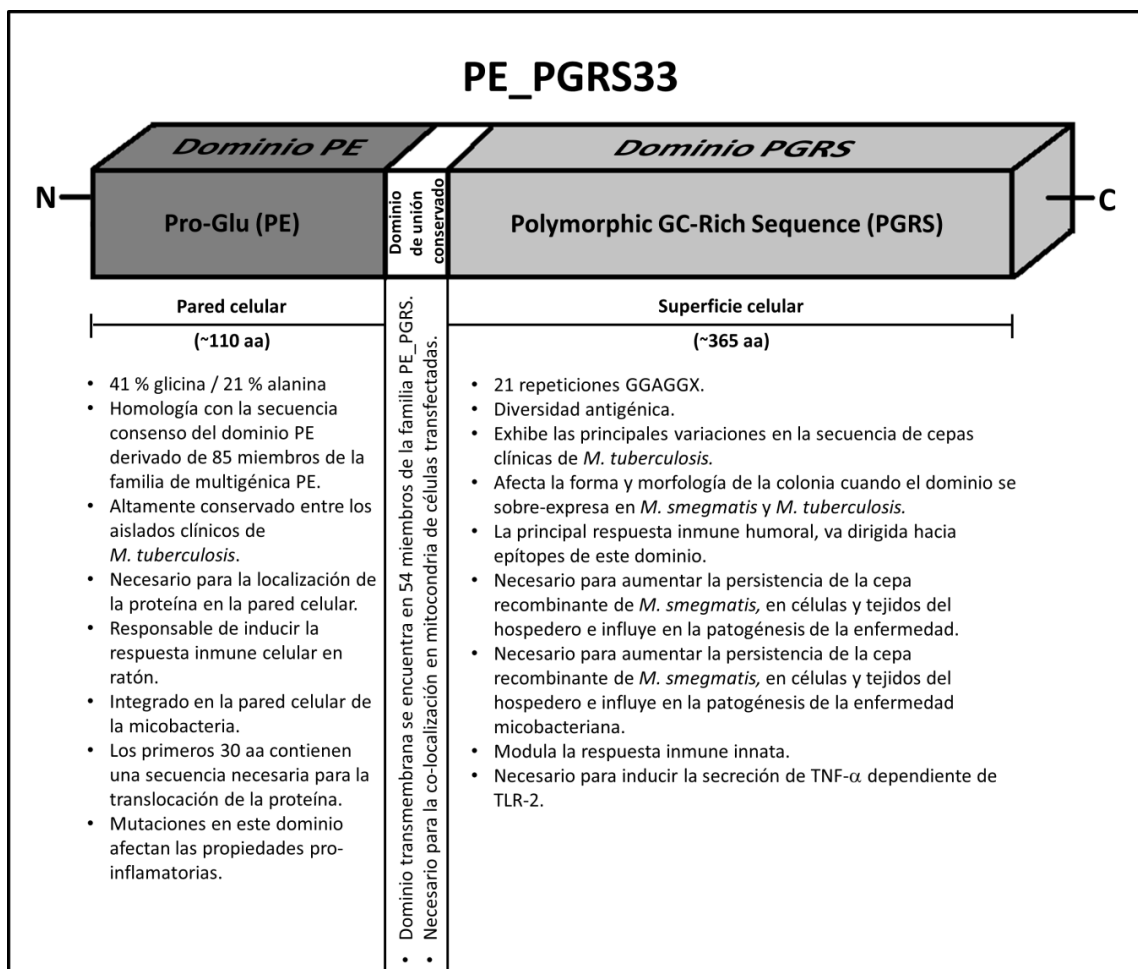 PE_PGRS33
Dominio PE
Dominio PGRS
N
Pro-Glu (PE)
Dominio
de unión
conservado
Polymorphic GC-Rich Sequence (PGRS)
C
Pared celular
(~110 aa)
• 41 % glicina / 21 % alanina
• Homología con la secuencia
consenso del dominio PE
derivado de 85 miembros de la
familia de multigénica PE.
• Altamente conservado entre los
aislados clínicos de
M. tuberculosis.
• Necesario para la localización de
la proteína en la pared celular.
• Responsable de inducir la
respuesta inmune celular en
ratón.
• Integrado en la pared celular de
la micobacteria.
• Los primeros 30 aa contienen
una secuencia necesaria para la
translocación de la proteína.
• Mutaciones en este dominio
afectan las propiedades pro-
inflamatorias.
• Dominio transmembrana se encuentra en 54 miembros de la familia PE_PGRS.
• Necesario para la co-localización en mitocondria de células transfectadas.
Superficie celular
(~365 aa)
• 21 repeticiones GGAGGX.
• Diversidad antigénica.
• Exhibe las principales variaciones en la secuencia de cepas
clínicas de M. tuberculosis.
• Afecta la forma y morfología de la colonia cuando el dominio se
sobre-expresa en M. smegmatis y M. tuberculosis.
• La principal respuesta inmune humoral, va dirigida hacia
epítopes de este dominio.
• Necesario para aumentar la persistencia de la cepa
recombinante de M. smegmatis, en células y tejidos del
hospedero e influye en la patogénesis de la enfermedad.
• Necesario para aumentar la persistencia de la cepa
recombinante de M. smegmatis, en células y tejidos del
hospedero e influye en la patogénesis de la enfermedad
micobacteriana.
• Modula la respuesta inmune innata.
• Necesario para inducir la secreción de TNF-α dependiente de
TLR-2.